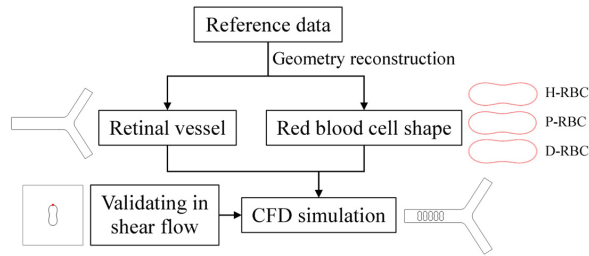 Reference data
Geometry reconstruction
Retinal vessel
Red blood cell shape
H-RBC
P-RBC
D-RBC
Validating in
shear flow
CFD simulation